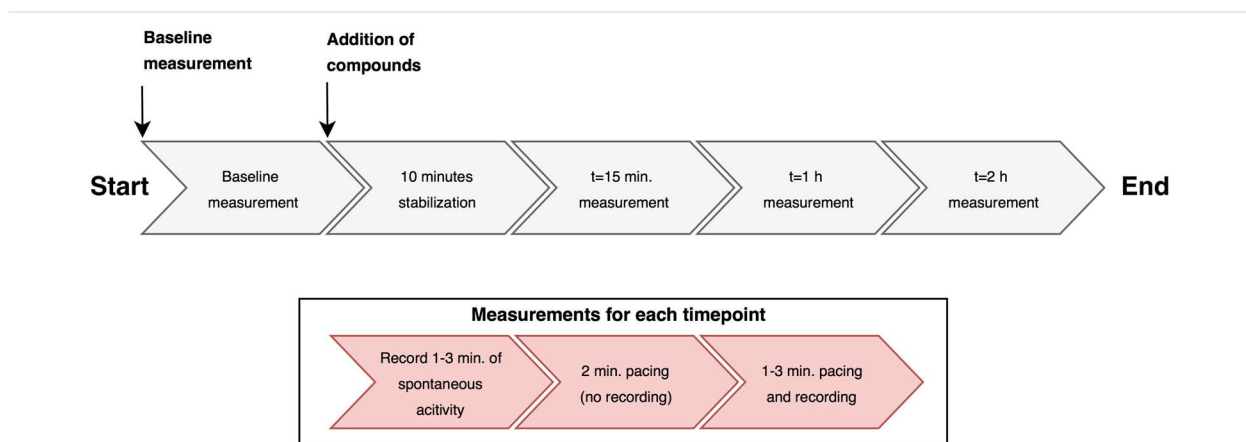 Baseline
measurement
Addition of
compounds
Start
Baseline
measurement
10 minutes
stabilization
t=15 min.
measurement
t=1 h
measurement
t=2 h
measurement
End
Measurements for each timepoint
Record 1-3 min. of
spontaneous
acitivity
2 min. pacing
(no recording)
1-3 min. pacing
and recording